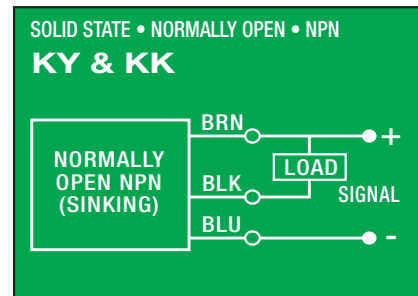 SOLID STATE • NORMALLY OPEN • NPN
KY & KK
BRN
+
NORMALLY
OPEN NPN
(SINKING)
LOAD
BLK
SIGNAL
BLU
-